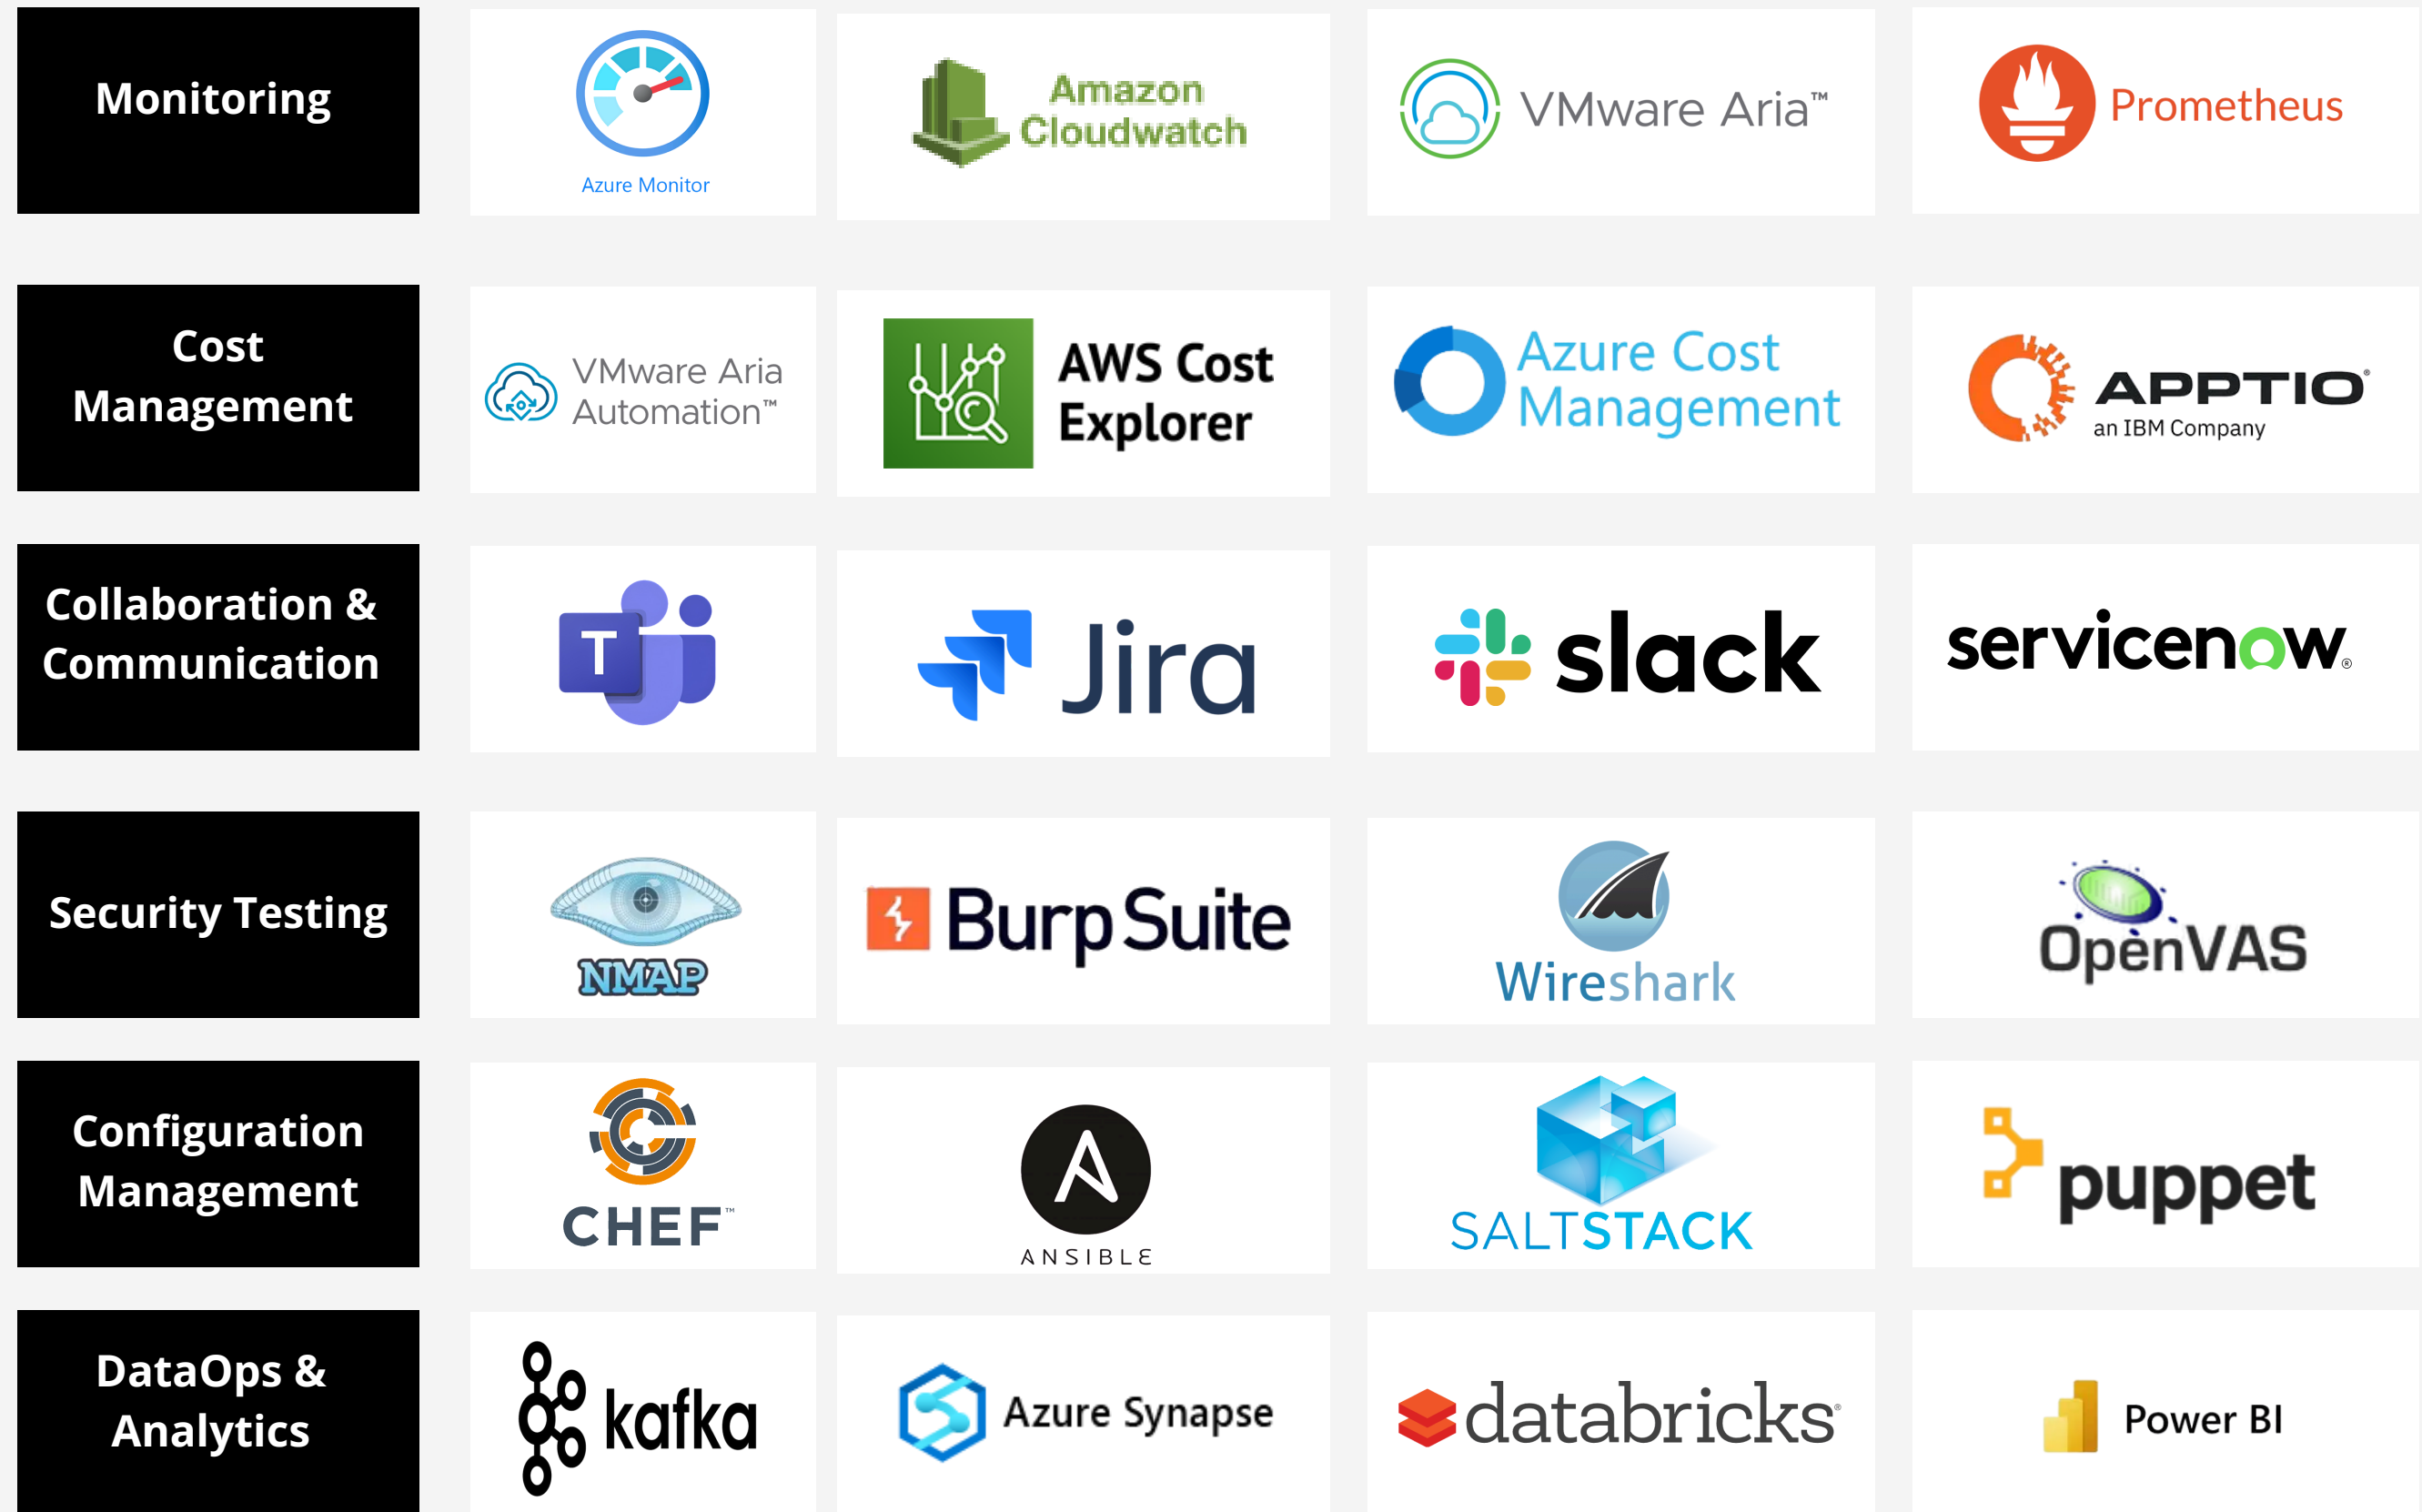 Monitoring
Azure Monitor
Amazon
Cloudwatch
VMware Aria™
Prometheus
Cost
Management
VMware Aria
Automation™
AWS Cost
Explorer
Azure Cost
Management
APPTIO®
an IBM Company
Collaboration &
Communication
T
Jira
slack
servicenow®
Security Testing
NMAP
Burp Suite
Wireshark
OpenVAS
Configuration
Management
CHEF™
ANSIBLE
SALTSTACK
puppet
DataOps &
Analytics
kafka
Azure Synapse
databricks®
Power BI